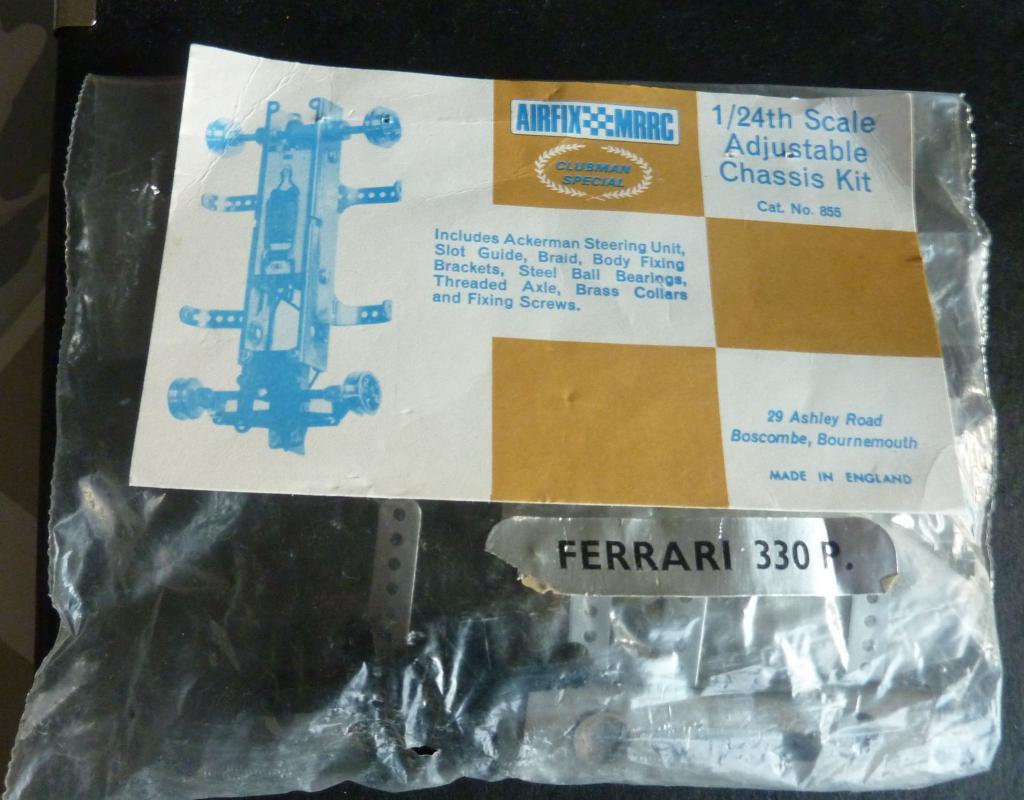 AIRFIX MRRC
CLUBMAN
SPECIAL
1/24th Scale
Adjustable
Chassis Kit
Cat. No. 855
Includes Ackerman Steering Unit,
Slot Guide, Braid, Body Fixing
Brackets, Steel Ball Bearings,
Threaded Axle, Brass Collars
and Fixing Screws.
29 Ashley Road
Boscombe, Bournemouth
MADE IN ENGLAND
FERRARI 330 P.